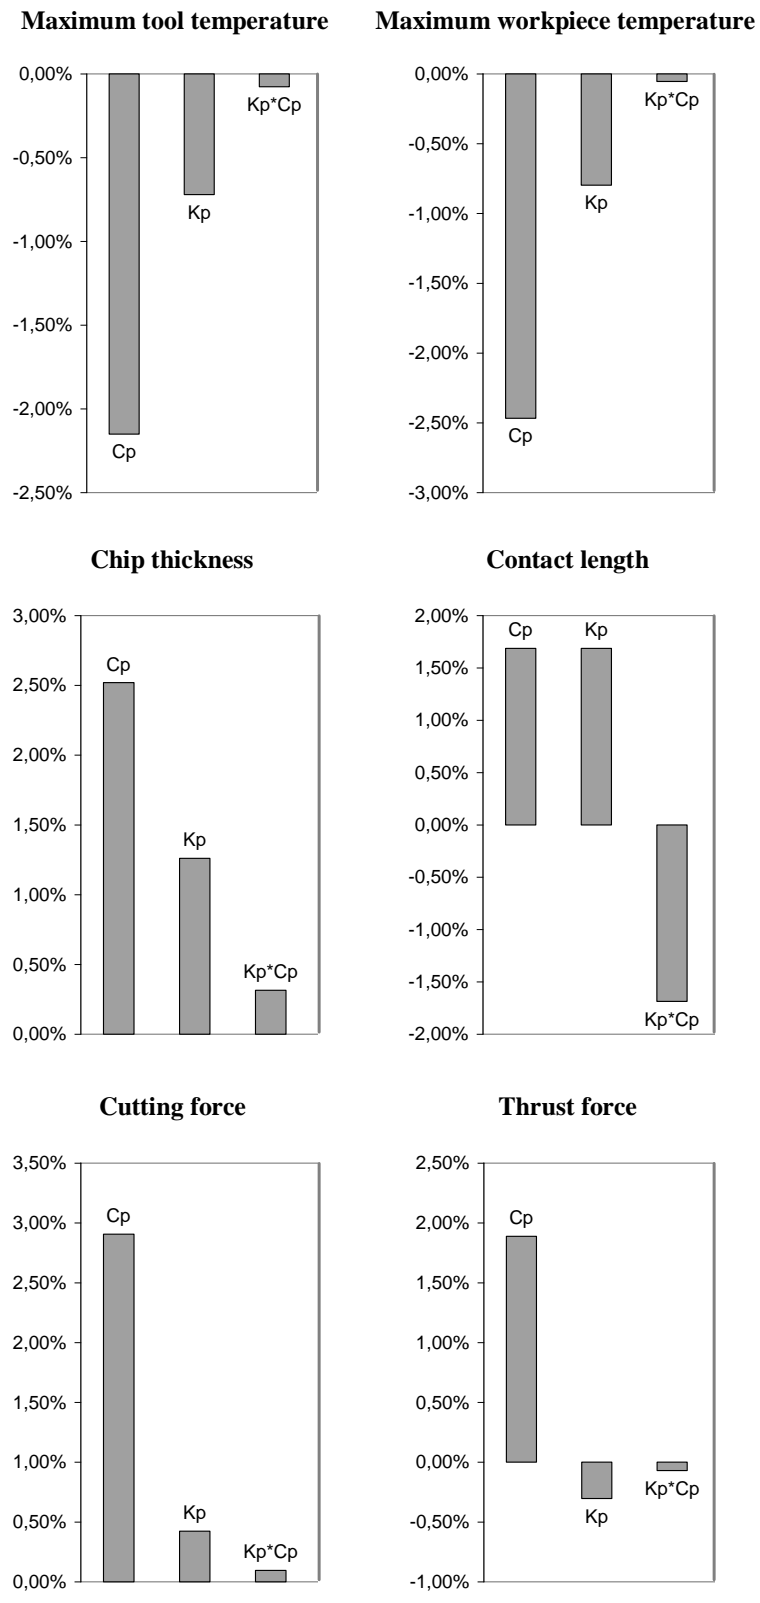 Maximum tool temperature
0,00%
-0,50%
-1,00%
-1,50%
-2,00%
-2,50%
Cp
Kp
Kp*Cp
Maximum workpiece temperature
0,00%
-0,50%
-1,00%
-1,50%
-2,00%
-2,50%
-3,00%
Cp
Kp
Kp*Cp
Chip thickness
3,00%
2,50%
2,00%
1,50%
1,00%
0,50%
0,00%
Cp
Kp
Kp*Cp
Contact length
2,00%
1,50%
1,00%
0,50%
0,00%
-0,50%
-1,00%
-1,50%
-2,00%
Cp
Kp
Kp*Cp
Cutting force
3,50%
3,00%
2,50%
2,00%
1,50%
1,00%
0,50%
0,00%
Cp
Kp
Kp*Cp
Thrust force
2,50%
2,00%
1,50%
1,00%
0,50%
0,00%
-0,50%
-1,00%
Cp
Kp
Kp*Cp